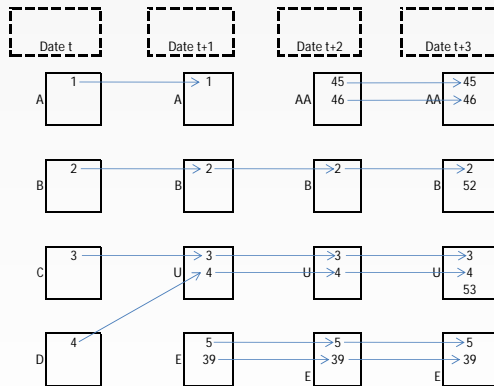 Date t Date t+1 Date t+2 Date t+3
1 1 45 45
A A AA 46 AA 46
2 2 2 2
B B B B 52
3 3 3 3
C U 4 U 4 U 4
53
4 5 5 5
D E 39 39 39
E E